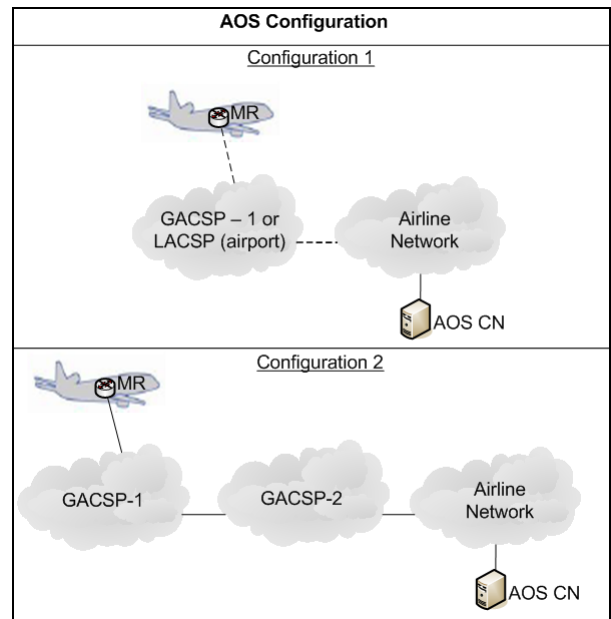 AOS Configuration
Configuration 1
MR
GACSP – 1 or
LACSP (airport)
Airline
Network
AOS CN
Configuration 2
MR
GACSP-1
GACSP-2
Airline
Network
AOS CN